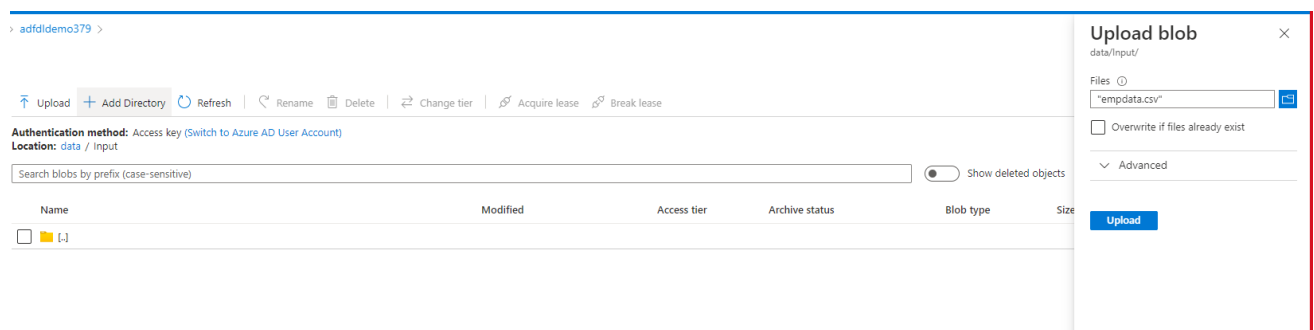 adfdldemo379
Upload blob
data/Input/
Files
"empdata.csv"
Overwrite if files already exist
Advanced
Upload
Upload Add Directory Refresh Rename Delete Change tier Acquire lease Break lease
Authentication method: Access key (Switch to Azure AD User Account)
Location: data / Input
Search blobs by prefix (case-sensitive)
Show deleted objects
Name Modified Access tier Archive status Blob type Size
[..]